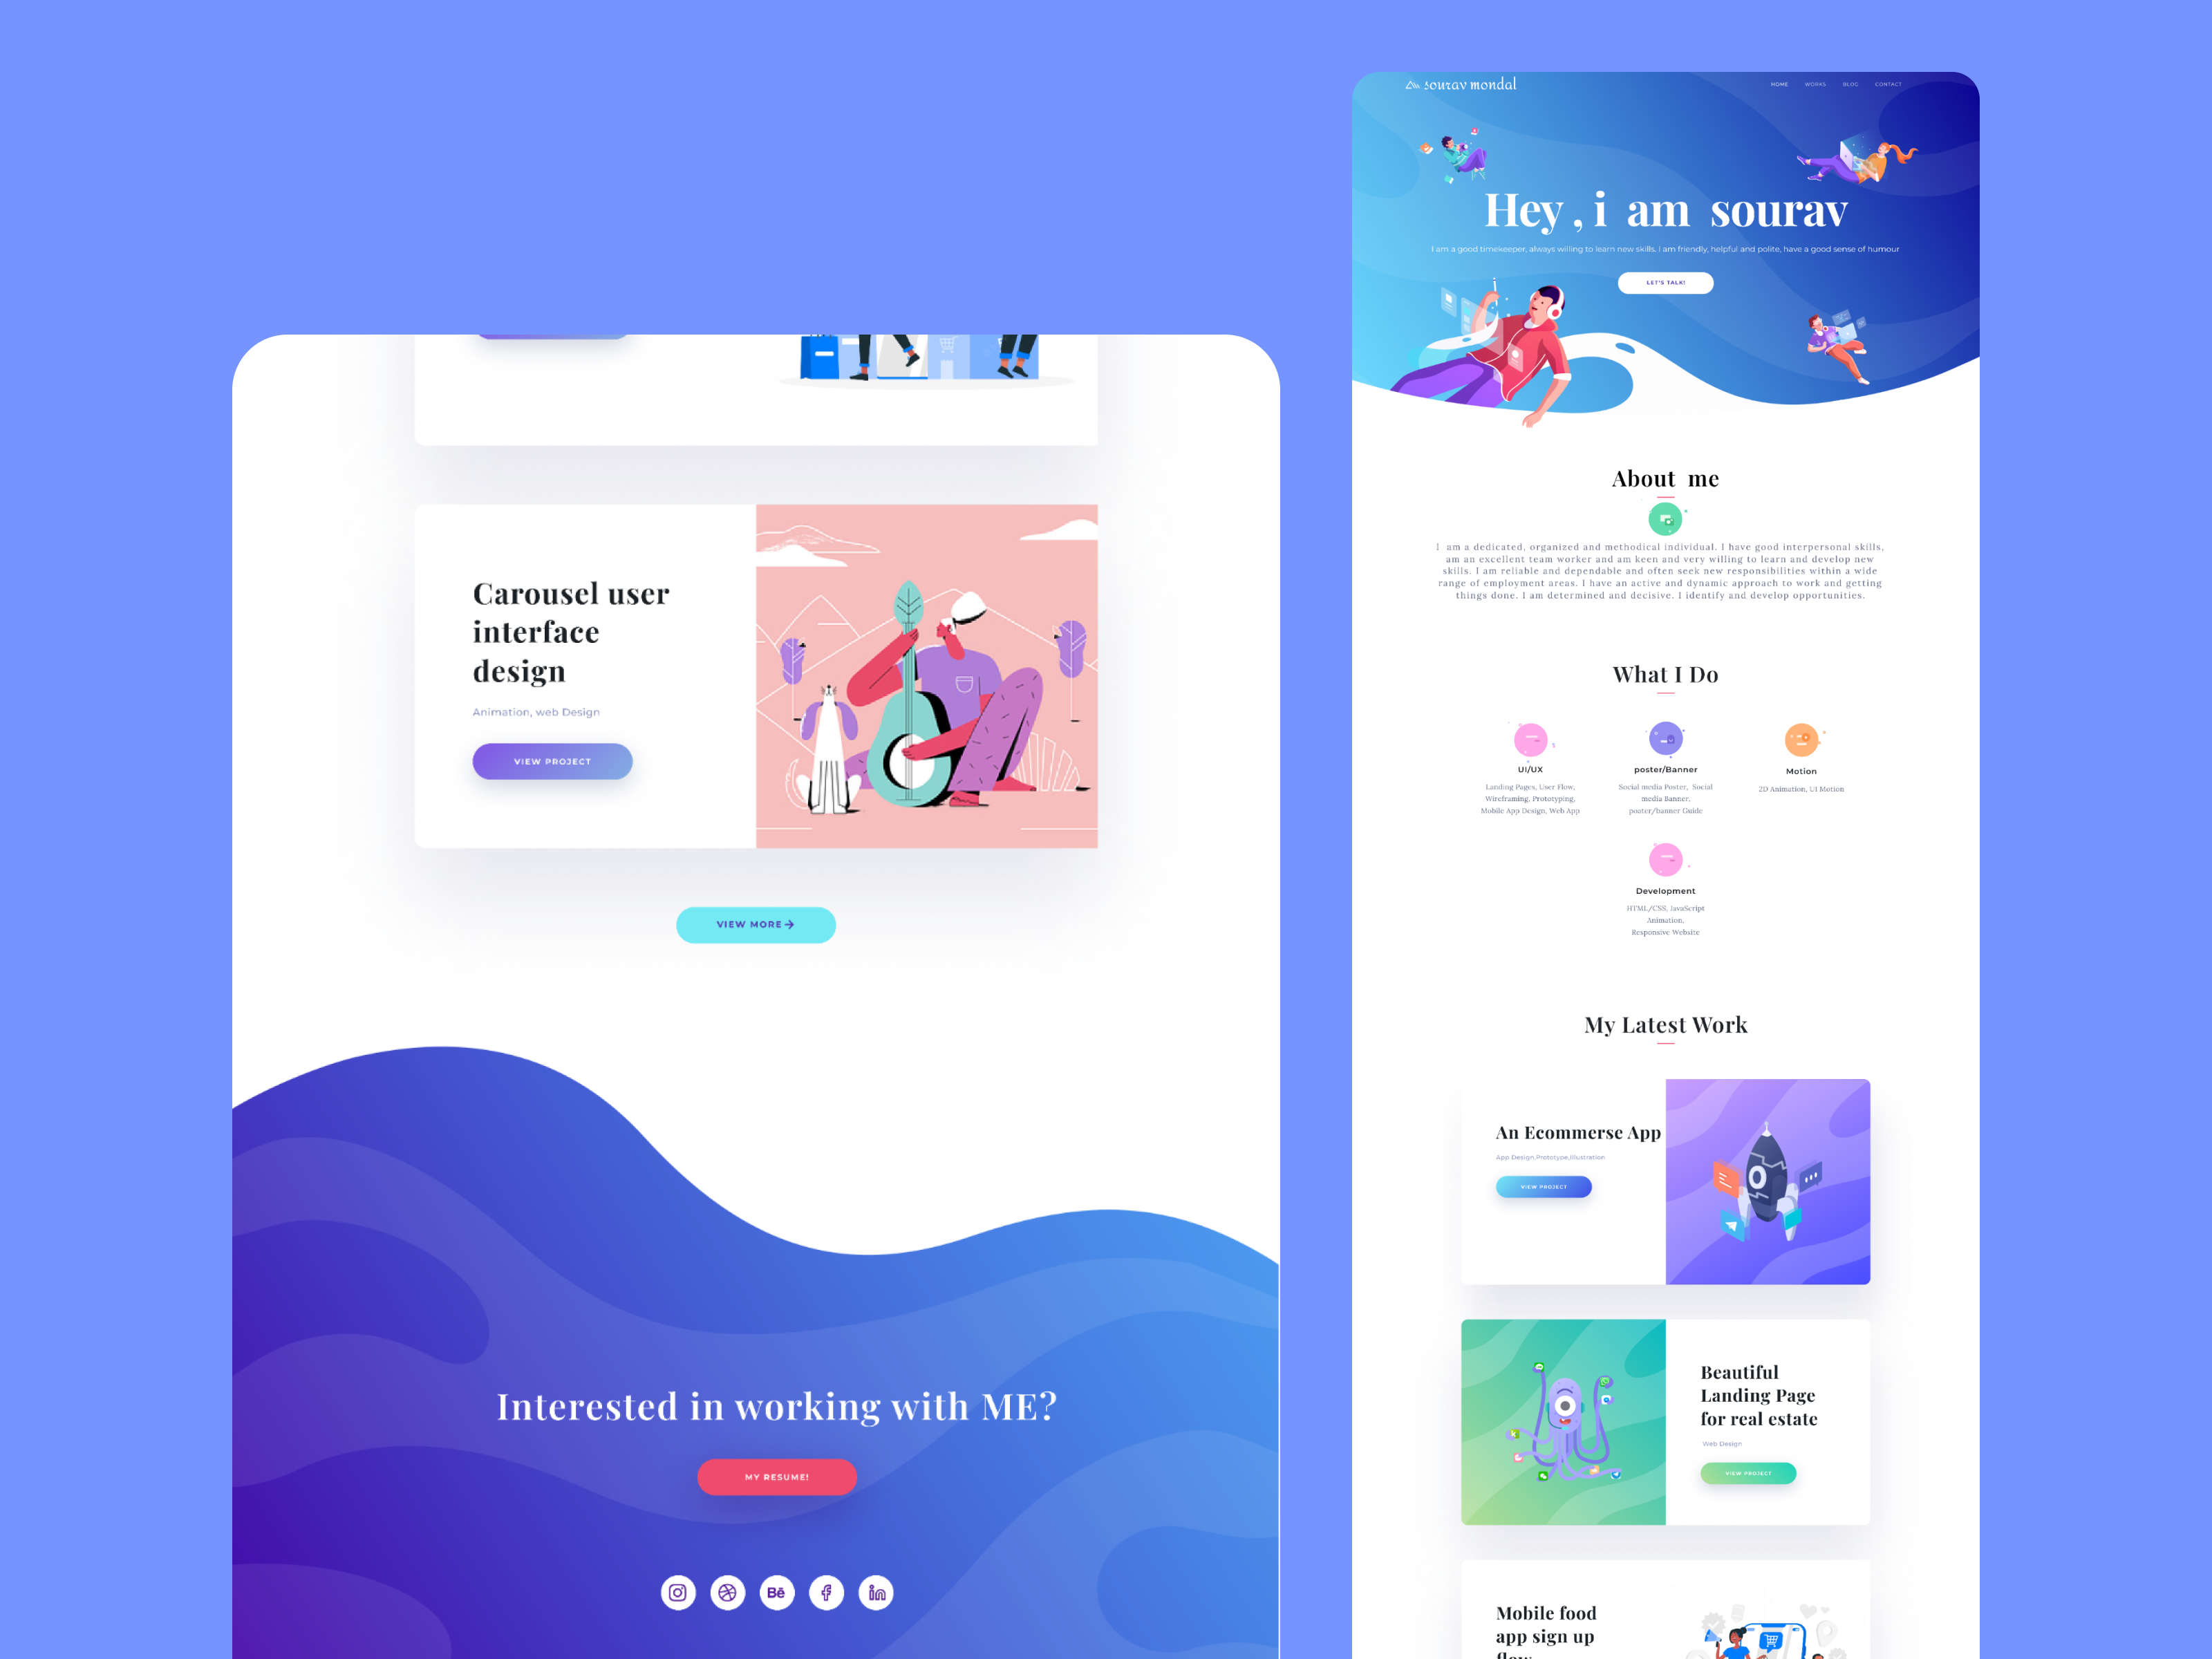 Carousel user
interface
design
Animation, web Design
VIEW PROJECT
VIEW MORE
Interested in working with ME?
MY RESUME!
Bē
f
in
sourav mondal
HOME
WORKS
BLOG
CONTACT
Hey , i am sourav
I am a good timekeeper, always willing to learn new skills. I am friendly, helpful and polite, have a good sense of humour
LET'S TALK!
About me
I am a dedicated, organized and methodical individual. I have good interpersonal skills,
am an excellent team worker and am keen and very willing to learn and develop new
skills. I am reliable and dependable and often seek new responsibilities within a wide
range of employment areas. I have an active and dynamic approach to work and getting
things done. I am determined and decisive. I identify and develop opportunities.
What I Do
UI/UX
Landing Pages, User Flow,
Wireframing, Prototyping,
Mobile App Design, Web App
poster/Banner
Social media Poster, Social
media Banner,
poster/banner Guide
Motion
2D Animation, UI Motion
Development
HTML/CSS, JavaScript
Animation,
Responsive Website
My Latest Work
An Ecommerse App
App Design,Prototype,Illustration
VIEW PROJECT
Beautiful
Landing Page
for real estate
Web Design
VIEW PROJECT
Mobile food
app sign up
flow